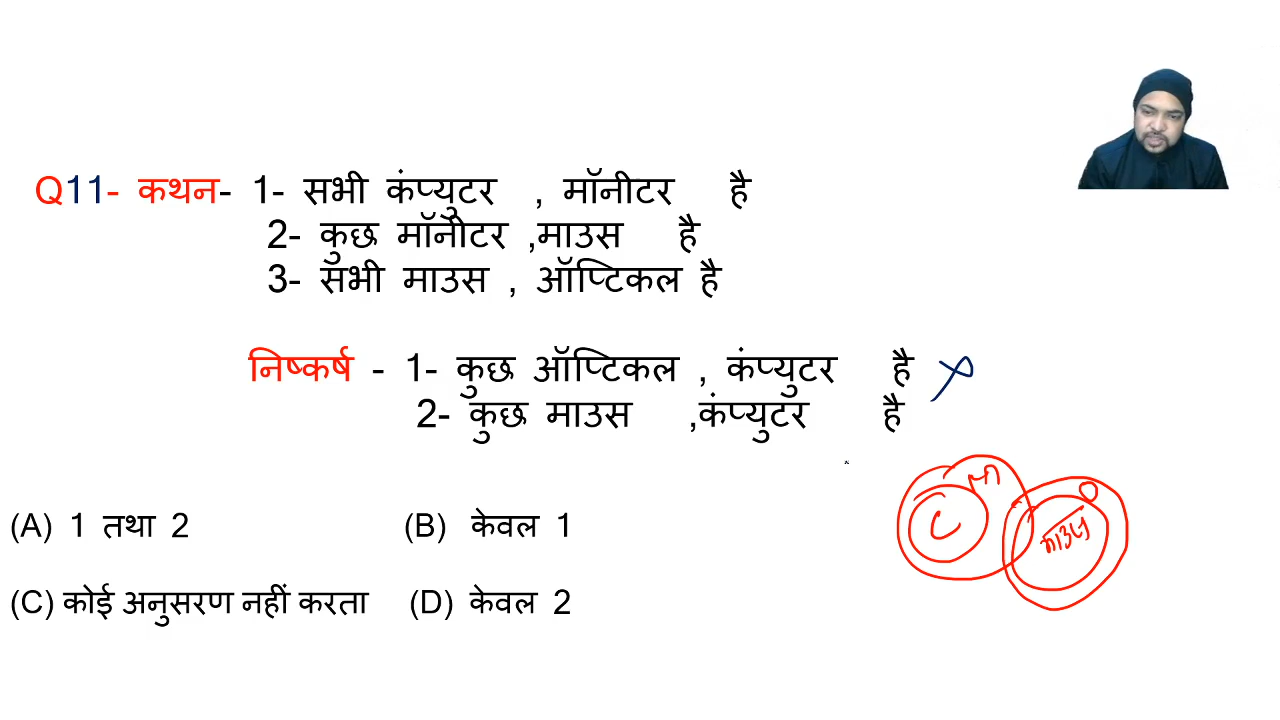 Q11- कथन- 1- सभी कंप्युटर , मॉनीटर है
2- कुछ मॉनीटर ,माउस है
3- सभी माउस , ऑप्टिकल है
निष्कर्ष - 1- कुछ ऑप्टिकल , कंप्युटर है
2- कुछ माउस ,कंप्युटर है
(A) 1 तथा 2 (B) केवल 1
(C) कोई अनुसरण नहीं करता (D) केवल 2
C मो माउस O